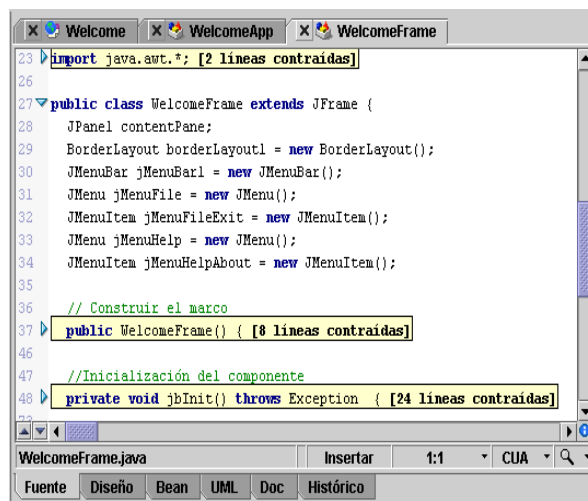 Welcome WelcomeApp WelcomeFrame
23 import java.awt.*; [2 líneas contraídas]
26
27 public class WelcomeFrame extends JFrame {
28 JPanel contentPane;
29 BorderLayout borderLayout1 = new BorderLayout();
30 JMenuBar jMenuBar1 = new JMenuBar();
31 JMenu jMenuFile = new JMenu();
32 JMenuItem jMenuFileExit = new JMenuItem();
33 JMenu jMenuHelp = new JMenu();
34 JMenuItem jMenuHelpAbout = new JMenuItem();
35
36 // Construir el marco
37 public WelcomeFrame() { [8 líneas contraídas]
46
47 //Inicialización del componente
48 private void jbInit() throws Exception { [24 líneas contraídas]
WelcomeFrame.java Insertar 1:1 CUA
Fuente Diseño Bean UML Doc Histórico